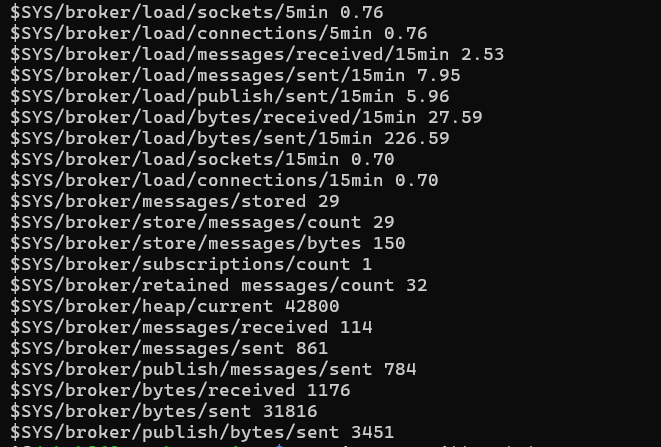 $SYS/broker/load/sockets/5min 0.76
$SYS/broker/load/connections/5min 0.76
$SYS/broker/load/messages/received/15min 2.53
$SYS/broker/load/messages/sent/15min 7.95
$SYS/broker/load/publish/sent/15min 5.96
$SYS/broker/load/bytes/received/15min 27.59
$SYS/broker/load/bytes/sent/15min 226.59
$SYS/broker/load/sockets/15min 0.70
$SYS/broker/load/connections/15min 0.70
$SYS/broker/messages/stored 29
$SYS/broker/store/messages/count 29
$SYS/broker/store/messages/bytes 150
$SYS/broker/subscriptions/count 1
$SYS/broker/retained messages/count 32
$SYS/broker/heap/current 42800
$SYS/broker/messages/received 114
$SYS/broker/messages/sent 861
$SYS/broker/publish/messages/sent 784
$SYS/broker/bytes/received 1176
$SYS/broker/bytes/sent 31816
$SYS/broker/publish/bytes/sent 3451